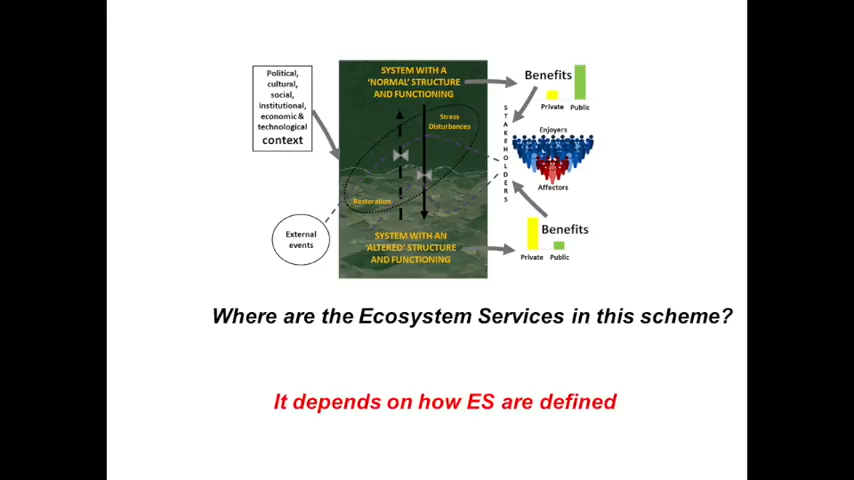 Political,
cultural,
social,
institutional,
economic &
technological
context
SYSTEM WITH A
'NORMAL' STRUCTURE
AND FUNCTIONING
Stress
Disturbances
Restoration
External
events
SYSTEM WITH AN
'ALTERED' STRUCTURE
AND FUNCTIONING
Benefits
Private
Public
STAKEHOLDERS
Enjoyers
Affectors
Benefits
Private
Public
Where are the Ecosystem Services in this scheme?
It depends on how ES are defined